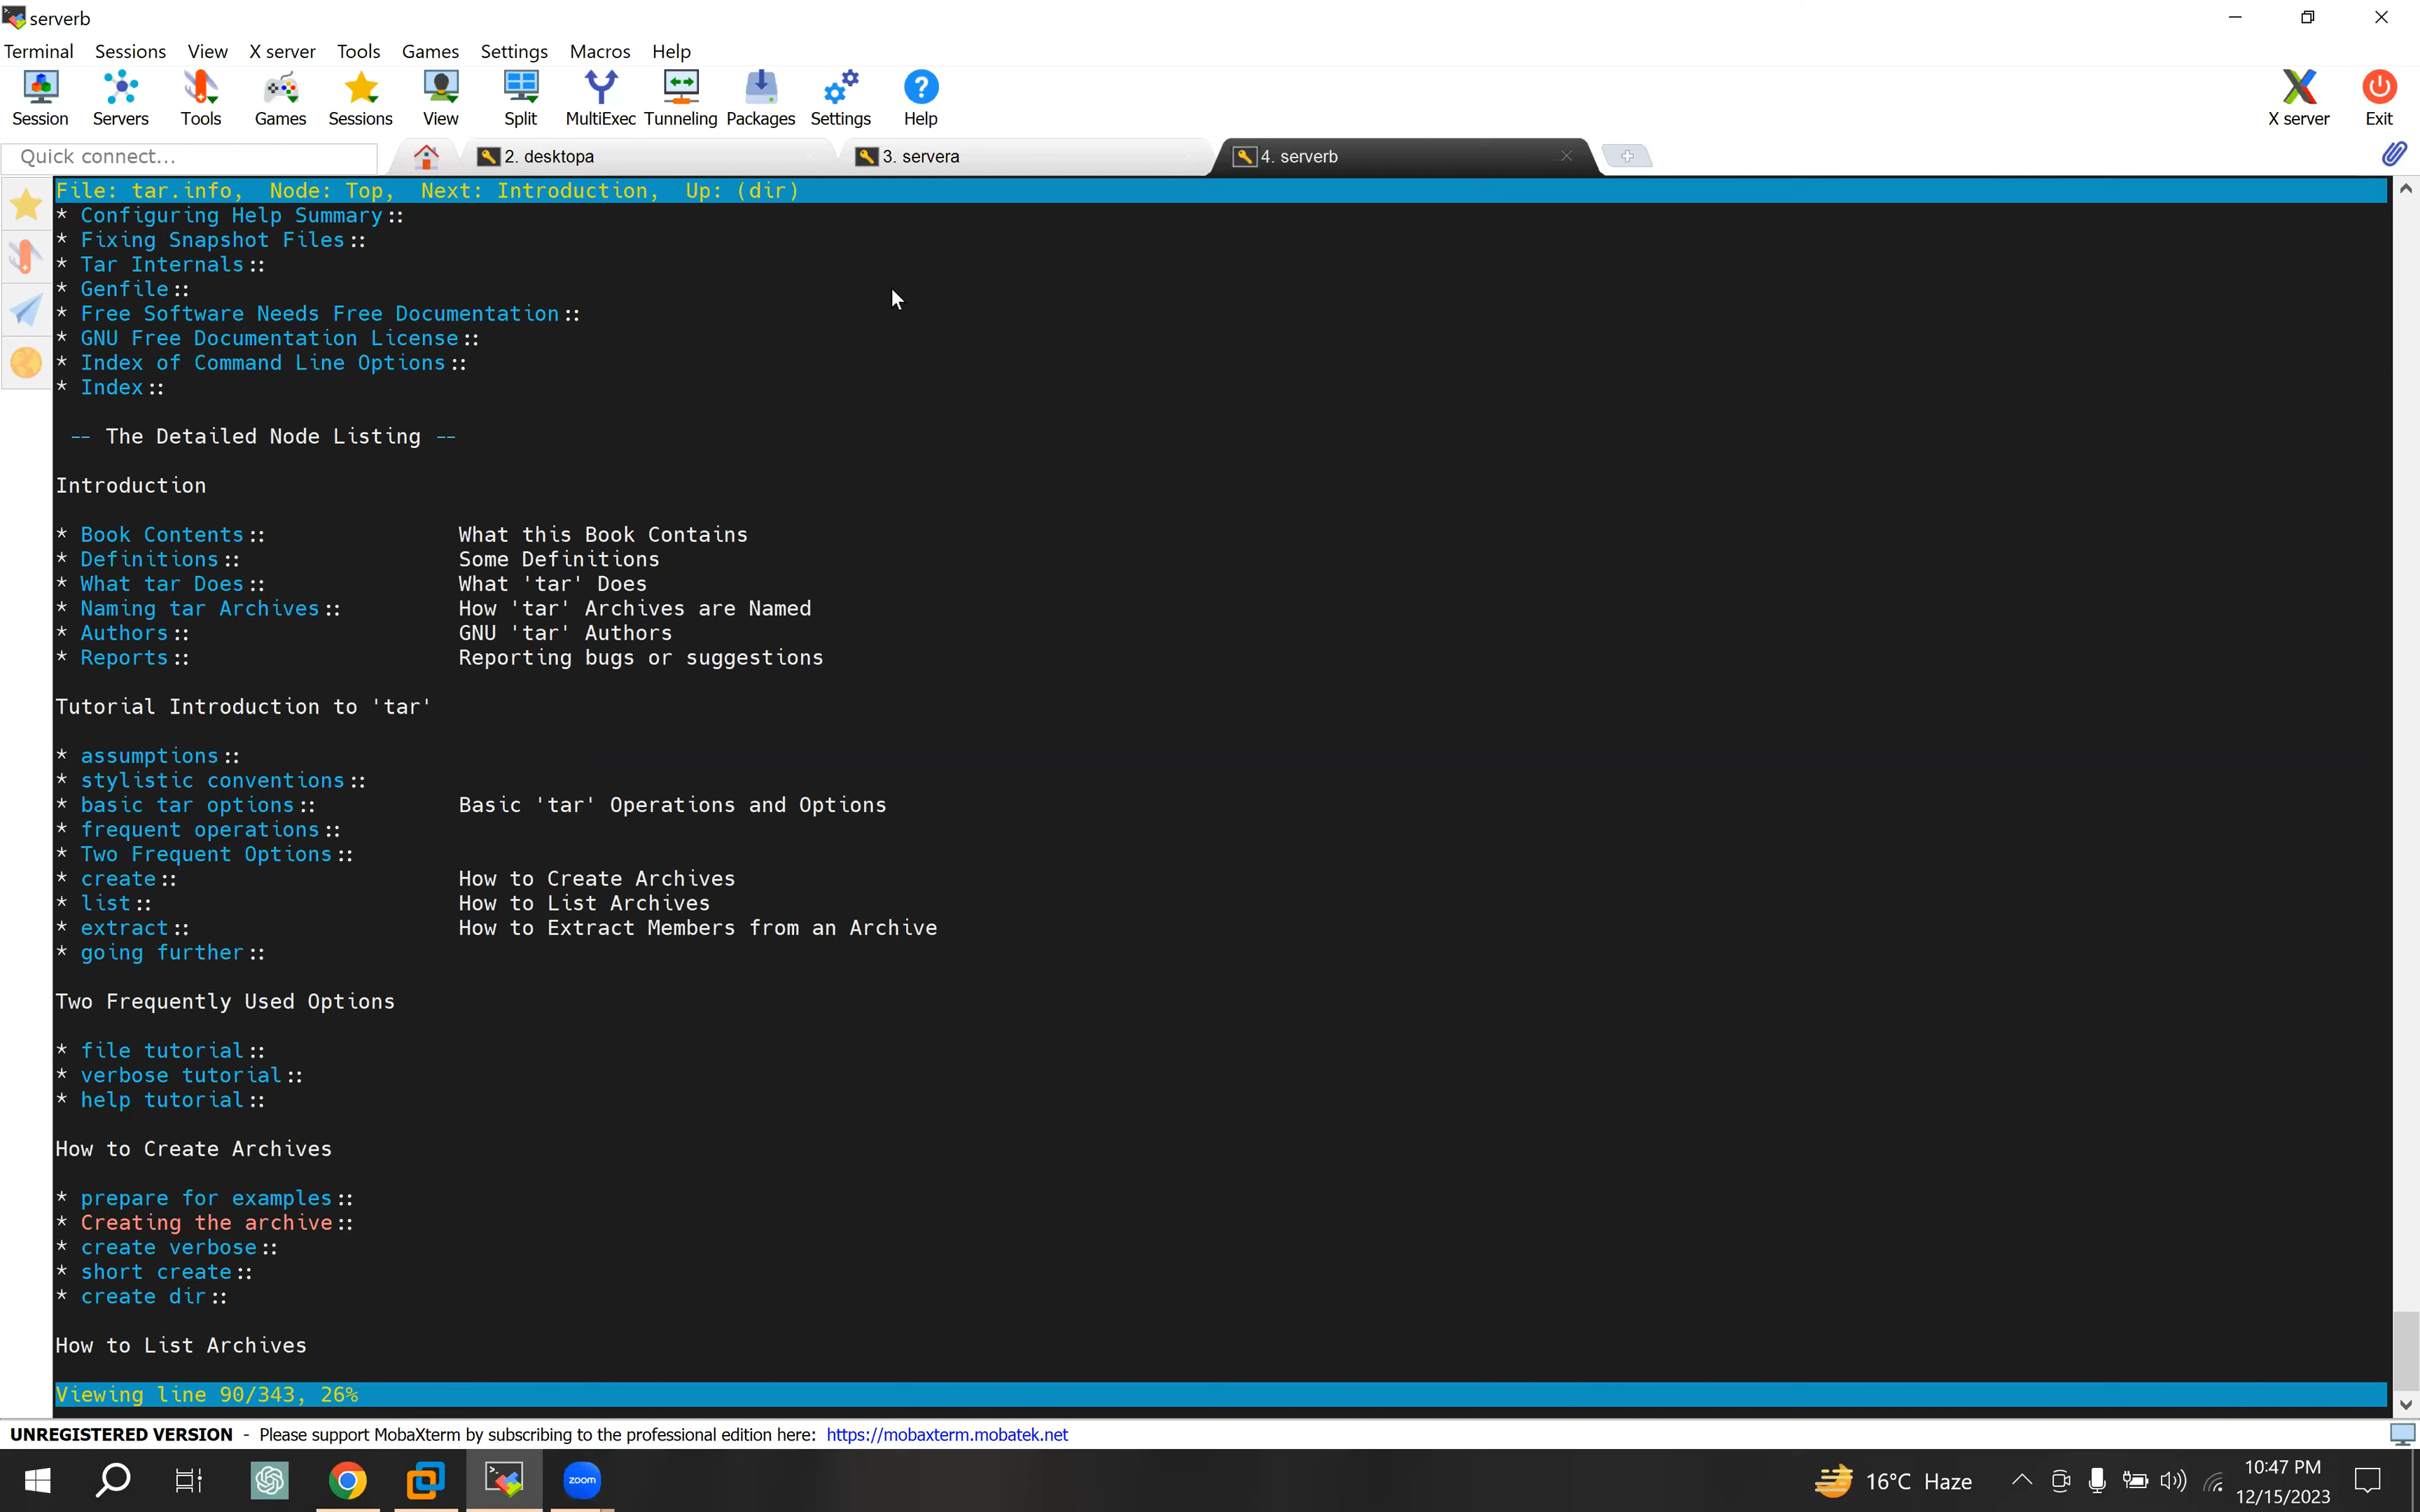 serverb
Terminal Sessions View X server Tools Games Settings Macros Help
Session Servers Tools Games Sessions View Split MultiExec Tunneling Packages Settings Help X server Exit
Quick connect... 2. desktopa 3. servera 4. serverb
File: tar.info,  Node: Top,  Next: Introduction,  Up: (dir)
* Configuring Help Summary::
* Fixing Snapshot Files::
* Tar Internals::
* Genfile::
* Free Software Needs Free Documentation::
* GNU Free Documentation License::
* Index of Command Line Options::
* Index::
-- The Detailed Node Listing --
Introduction
* Book Contents:: What this Book Contains
* Definitions:: Some Definitions
* What tar Does:: What 'tar' Does
* Naming tar Archives:: How 'tar' Archives are Named
* Authors:: GNU 'tar' Authors
* Reports:: Reporting bugs or suggestions
Tutorial Introduction to 'tar'
* assumptions::
* stylistic conventions::
* basic tar options:: Basic 'tar' Operations and Options
* frequent operations::
* Two Frequent Options::
* create:: How to Create Archives
* list:: How to List Archives
* extract:: How to Extract Members from an Archive
* going further::
Two Frequently Used Options
* file tutorial::
* verbose tutorial::
* help tutorial::
How to Create Archives
* prepare for examples::
* Creating the archive::
* create verbose::
* short create::
* create dir::
How to List Archives
Viewing line 90/343, 26%
UNREGISTERED VERSION - Please support MobaXterm by subscribing to the professional edition here: https://mobaxterm.mobatek.net
zoom 16°C Haze 10:47 PM
12/15/2023